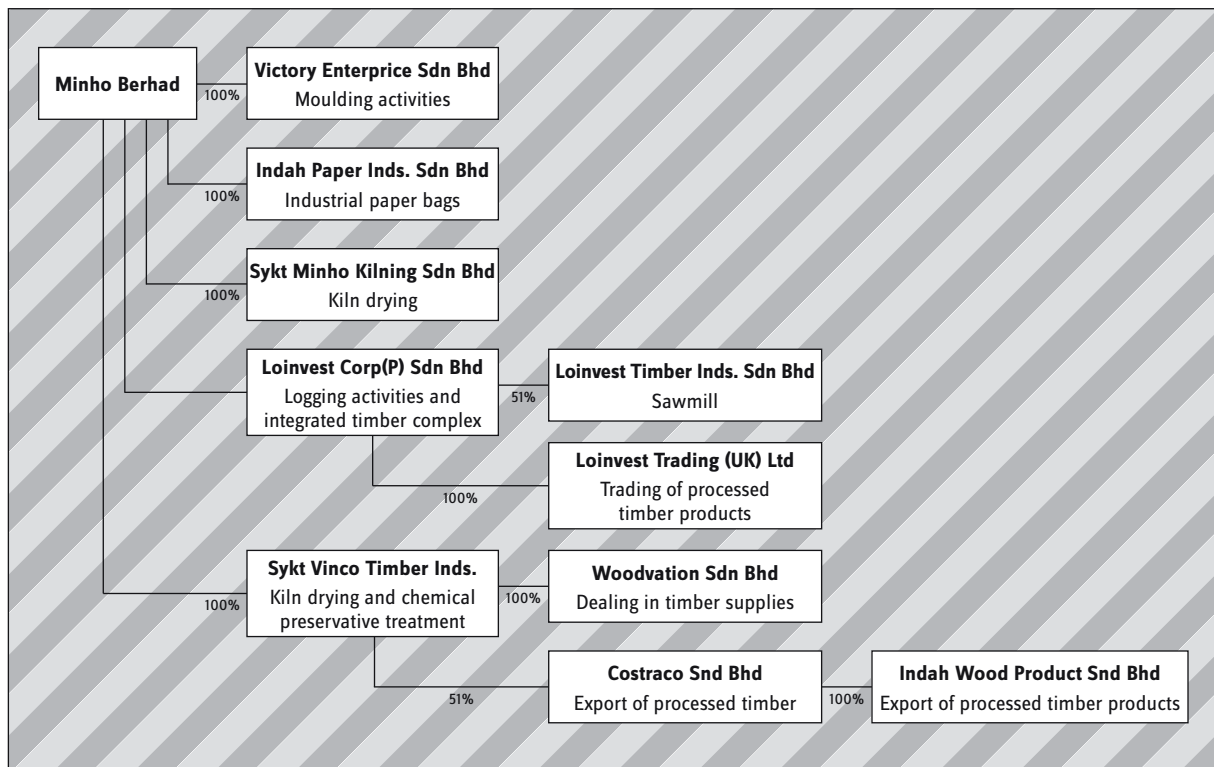 Minho Berhad
100%
Victory Enterprice Sdn Bhd
Moulding activities
100%
Indah Paper Inds. Sdn Bhd
Industrial paper bags
100%
Sykt Minho Kilning Sdn Bhd
Kiln drying
Loinvest Corp(P) Sdn Bhd
Logging activities and
integrated timber complex
51%
Loinvest Timber Inds. Sdn Bhd
Sawmill
100%
Loinvest Trading (UK) Ltd
Trading of processed
timber products
100%
Sykt Vinco Timber Inds.
Kiln drying and chemical
preservative treatment
100%
Woodvation Sdn Bhd
Dealing in timber supplies
51%
Costraco Snd Bhd
Export of processed timber
100%
Indah Wood Product Snd Bhd
Export of processed timber products